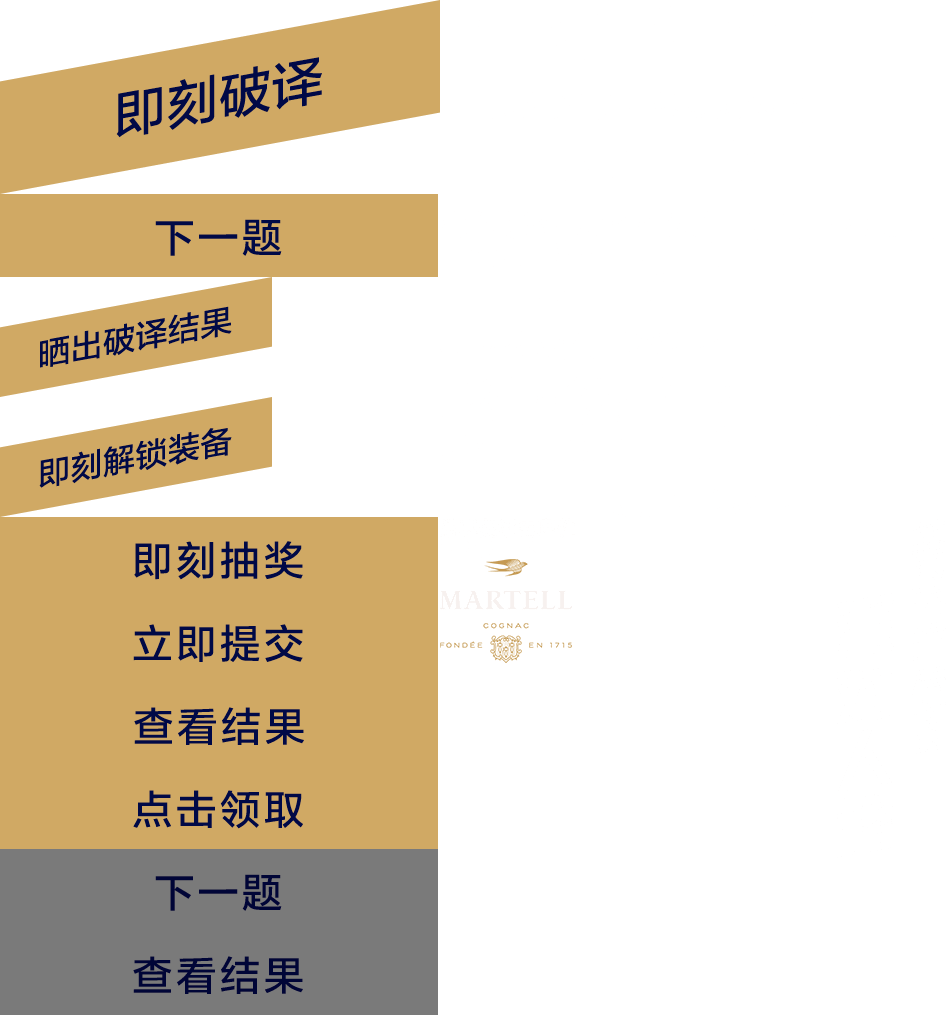 即刻破译
下一题
晒出破译结果
即刻解锁装备
即刻抽奖
立即提交
查看结果
点击领取
下一题
查看结果
MARTELL
COGNAC
FONDÉE EN 1715